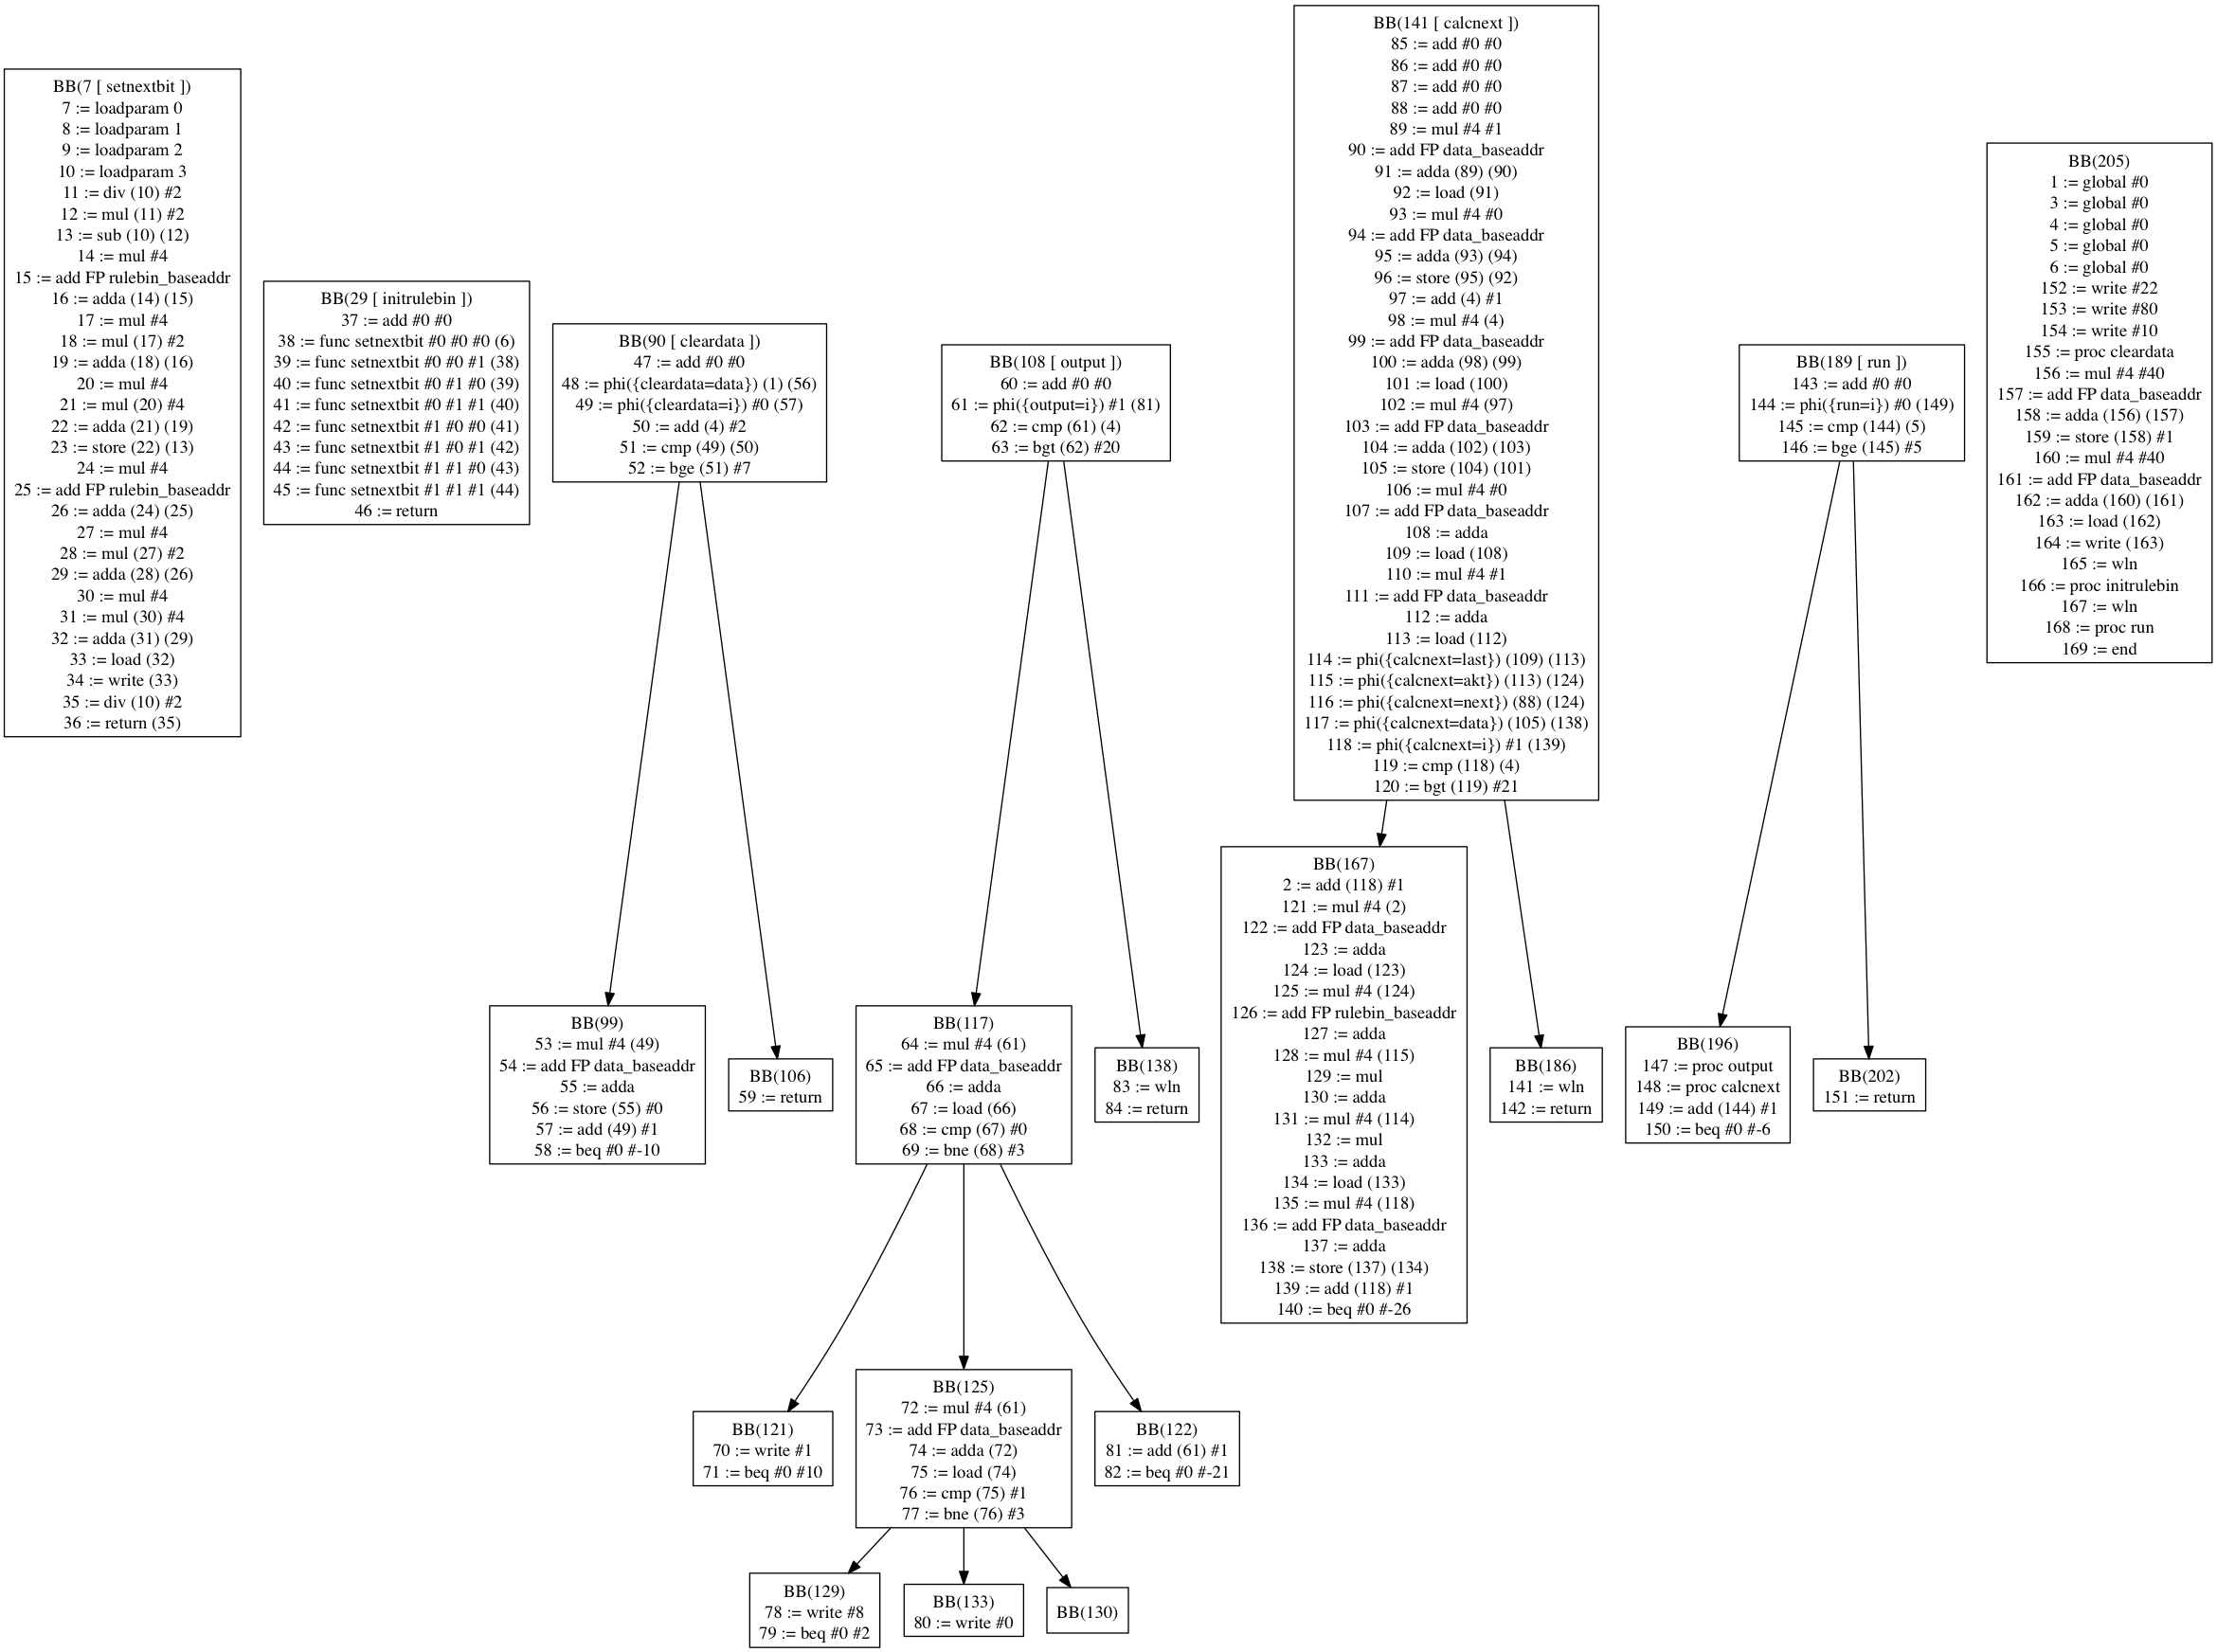 BB(7 [ setnextbit ])
7 := loadparam 0
8 := loadparam 1
9 := loadparam 2
10 := loadparam 3
11 := div (10) #2
12 := mul (11) #2
13 := sub (10) (12)
14 := mul #4
15 := add FP rulebin_baseaddr
16 := adda (14) (15)
17 := mul #4
18 := mul (17) #2
19 := adda (18) (16)
20 := mul #4
21 := mul (20) #4
22 := adda (21) (19)
23 := store (22) (13)
24 := mul #4
25 := add FP rulebin_baseaddr
26 := adda (24) (25)
27 := mul #4
28 := mul (27) #2
29 := adda (28) (26)
30 := mul #4
31 := mul (30) #4
32 := adda (31) (29)
33 := load (32)
34 := write (33)
35 := div (10) #2
36 := return (35)
BB(29 [ initrulebin ])
37 := add #0 #0
38 := func setnextbit #0 #0 #0 (6)
39 := func setnextbit #0 #0 #1 (38)
40 := func setnextbit #0 #1 #0 (39)
41 := func setnextbit #0 #1 #1 (40)
42 := func setnextbit #1 #0 #0 (41)
43 := func setnextbit #1 #0 #1 (42)
44 := func setnextbit #1 #1 #0 (43)
45 := func setnextbit #1 #1 #1 (44)
46 := return
BB(90 [ cleardata ])
47 := add #0 #0
48 := phi({cleardata=data}) (1) (56)
49 := phi({cleardata=i}) #0 (57)
50 := add (4) #2
51 := cmp (49) (50)
52 := bge (51) #7
BB(99)
53 := mul #4 (49)
54 := add FP data_baseaddr
55 := adda
56 := store (55) #0
57 := add (49) #1
58 := beq #0 #-10
BB(106)
59 := return
BB(108 [ output ])
60 := add #0 #0
61 := phi({output=i}) #1 (81)
62 := cmp (61) (4)
63 := bgt (62) #20
BB(117)
64 := mul #4 (61)
65 := add FP data_baseaddr
66 := adda
67 := load (66)
68 := cmp (67) #0
69 := bne (68) #3
BB(138)
83 := wln
84 := return
BB(121)
70 := write #1
71 := beq #0 #10
BB(125)
72 := mul #4 (61)
73 := add FP data_baseaddr
74 := adda (72)
75 := load (74)
76 := cmp (75) #1
77 := bne (76) #3
BB(122)
81 := add (61) #1
82 := beq #0 #-21
BB(129)
78 := write #8
79 := beq #0 #2
BB(133)
80 := write #0
BB(130)
BB(141 [ calcnext ])
85 := add #0 #0
86 := add #0 #0
87 := add #0 #0
88 := add #0 #0
89 := mul #4 #1
90 := add FP data_baseaddr
91 := adda (89) (90)
92 := load (91)
93 := mul #4 #0
94 := add FP data_baseaddr
95 := adda (93) (94)
96 := store (95) (92)
97 := add (4) #1
98 := mul #4 (4)
99 := add FP data_baseaddr
100 := adda (98) (99)
101 := load (100)
102 := mul #4 (97)
103 := add FP data_baseaddr
104 := adda (102) (103)
105 := store (104) (101)
106 := mul #4 #0
107 := add FP data_baseaddr
108 := adda
109 := load (108)
110 := mul #4 #1
111 := add FP data_baseaddr
112 := adda
113 := load (112)
114 := phi({calcnext=last}) (109) (113)
115 := phi({calcnext=akt}) (113) (124)
116 := phi({calcnext=next}) (88) (124)
117 := phi({calcnext=data}) (105) (138)
118 := phi({calcnext=i}) #1 (139)
119 := cmp (118) (4)
120 := bgt (119) #21
BB(167)
2 := add (118) #1
121 := mul #4 (2)
122 := add FP data_baseaddr
123 := adda
124 := load (123)
125 := mul #4 (124)
126 := add FP rulebin_baseaddr
127 := adda
128 := mul #4 (115)
129 := mul
130 := adda
131 := mul #4 (114)
132 := mul
133 := adda
134 := load (133)
135 := mul #4 (118)
136 := add FP data_baseaddr
137 := adda
138 := store (137) (134)
139 := add (118) #1
140 := beq #0 #-26
BB(186)
141 := wln
142 := return
BB(189 [ run ])
143 := add #0 #0
144 := phi({run=i}) #0 (149)
145 := cmp (144) (5)
146 := bge (145) #5
BB(196)
147 := proc output
148 := proc calcnext
149 := add (144) #1
150 := beq #0 #-6
BB(202)
151 := return
BB(205)
1 := global #0
3 := global #0
4 := global #0
5 := global #0
6 := global #0
152 := write #22
153 := write #80
154 := write #10
155 := proc cleardata
156 := mul #4 #40
157 := add FP data_baseaddr
158 := adda (156) (157)
159 := store (158) #1
160 := mul #4 #40
161 := add FP data_baseaddr
162 := adda (160) (161)
163 := load (162)
164 := write (163)
165 := wln
166 := proc initrulebin
167 := wln
168 := proc run
169 := end